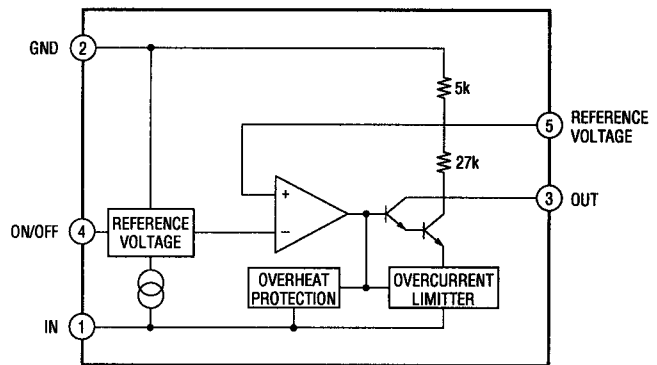 GND 2
5k
5 REFERENCE
VOLTAGE
27k
+
3 OUT
ON/OFF 4
REFERENCE
VOLTAGE
−
OVERHEAT
PROTECTION
OVERCURRENT
LIMITTER
IN 1